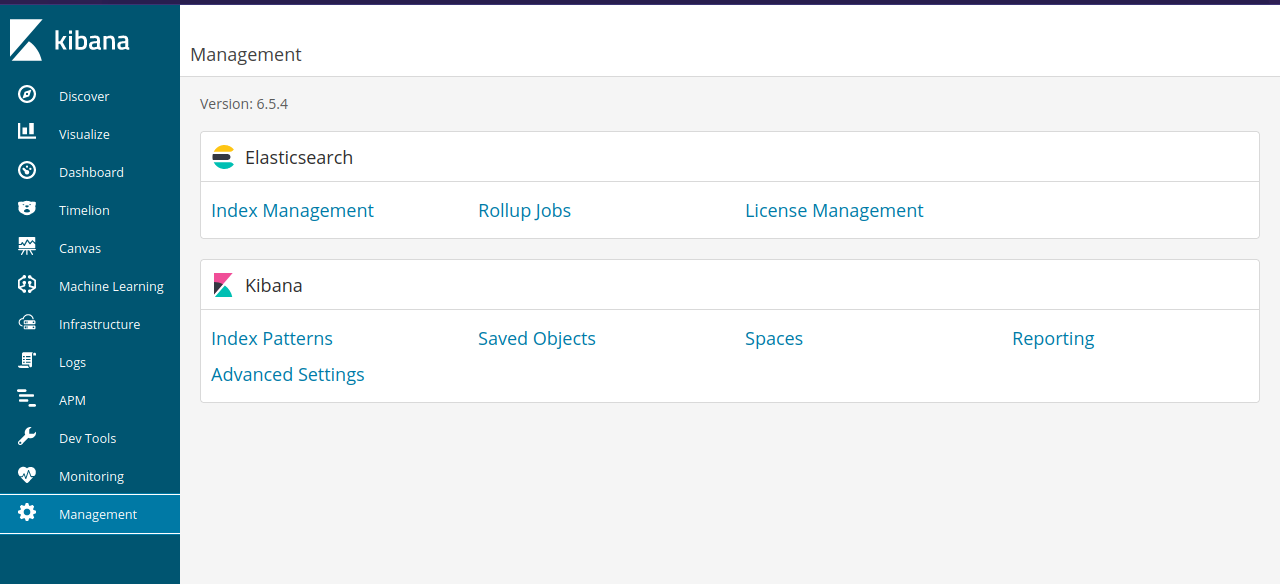 kibana
Discover
Visualize
Dashboard
Timelion
Canvas
Machine Learning
Infrastructure
Logs
APM
Dev Tools
Monitoring
Management
Management
Version: 6.5.4
Elasticsearch
Index Management Rollup Jobs License Management
Kibana
Index Patterns Saved Objects Spaces Reporting
Advanced Settings